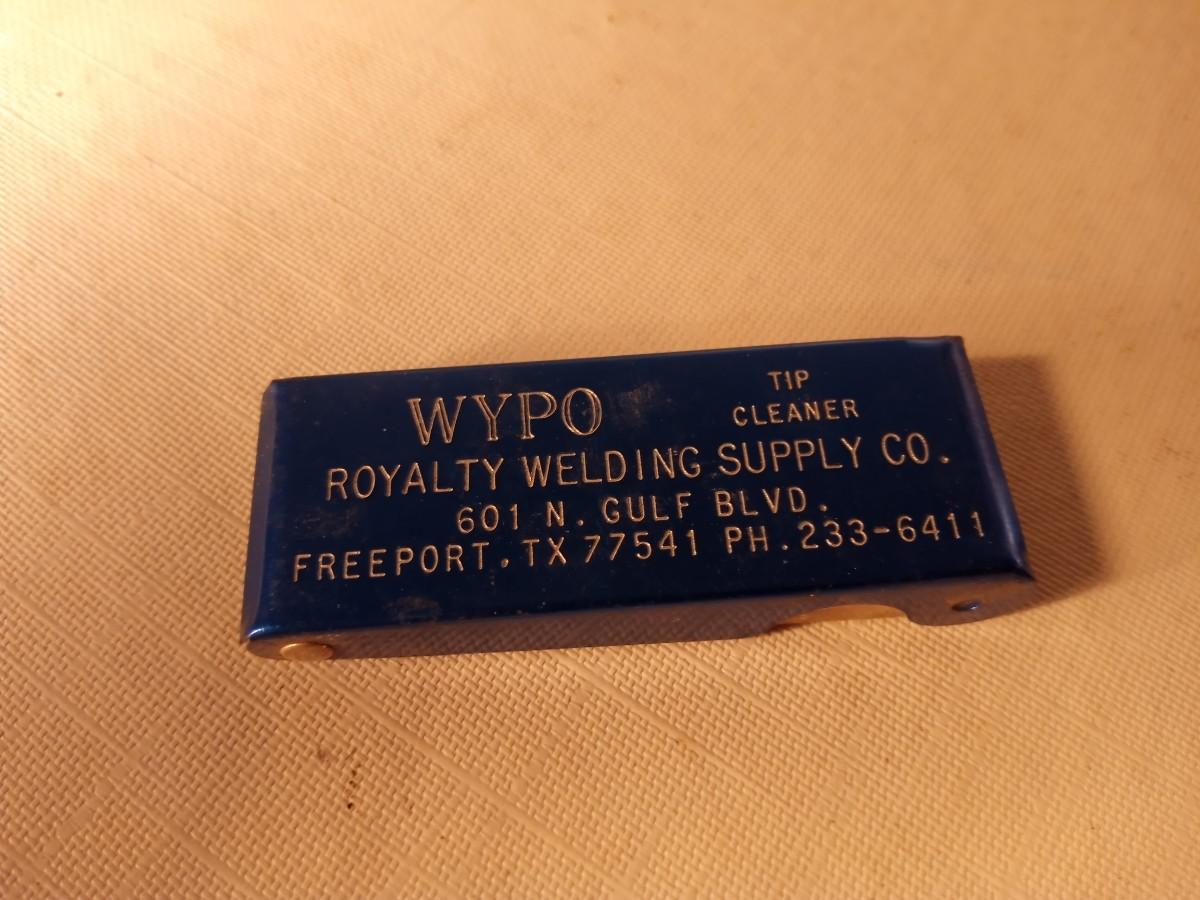 WYPO
TIP
CLEANER
ROYALTY WELDING SUPPLY CO.
601 N. GULF BLVD.
FREEPORT, TX 77541 PH. 233-6411